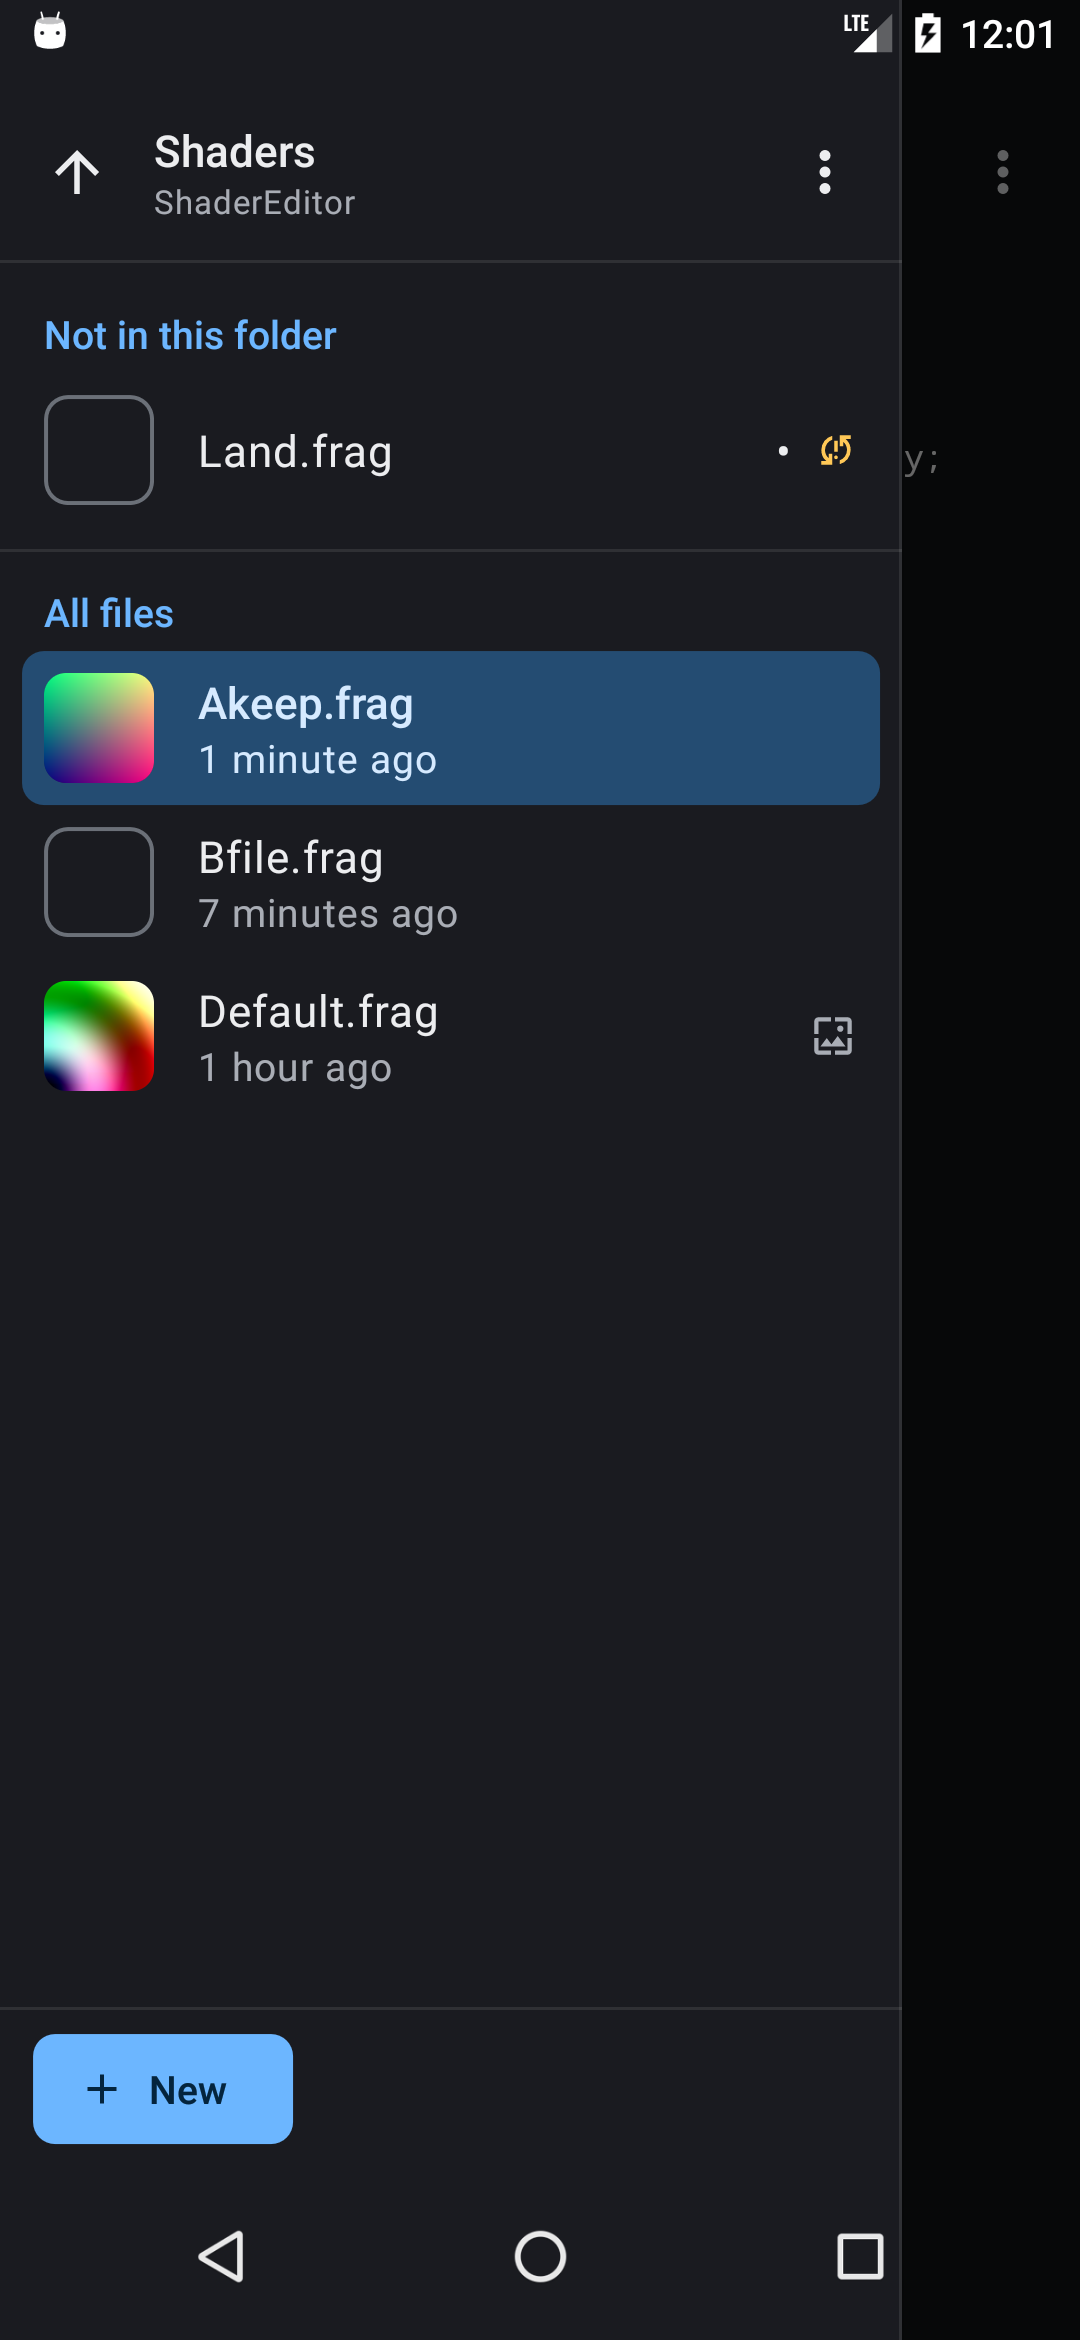 LTE 12:01
Shaders
ShaderEditor
Not in this folder
Land.frag
y;
All files
Akeep.frag
1 minute ago
Bfile.frag
7 minutes ago
Default.frag
1 hour ago
+ New